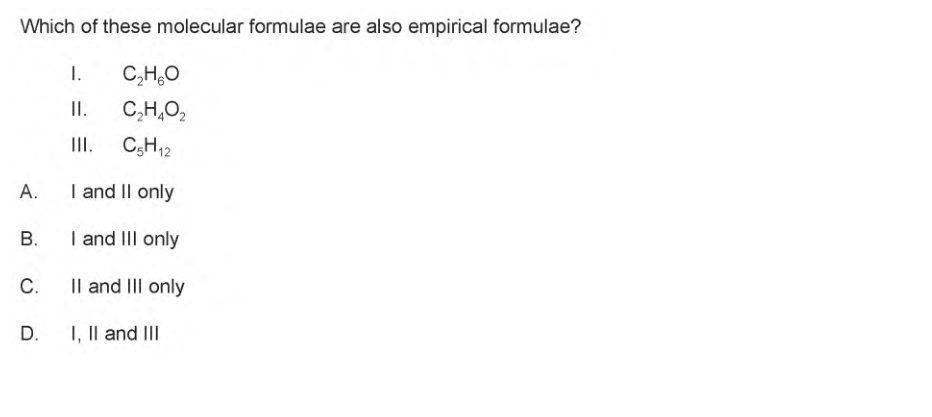 Which of these molecular formulae are also empirical formulae?
I. C₂H₆O
II. C₂H₄O₂
III. C₅H₁₂
A. I and II only
B. I and III only
C. II and III only
D. I, II and III